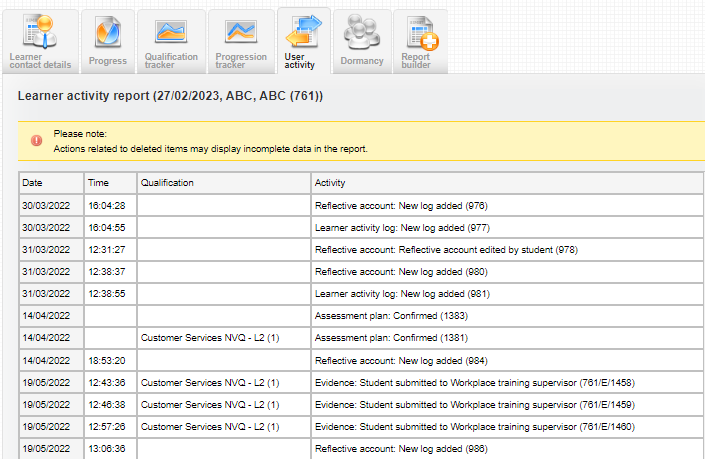 Learner contact details
Progress
Qualification tracker
Progression tracker
User activity
Dormancy
Report builder
Learner activity report (27/02/2023, ABC, ABC (761))
Please note:
Actions related to deleted items may display incomplete data in the report.
Date Time Qualification Activity
30/03/2022 16:04:28 Reflective account: New log added (976)
30/03/2022 16:04:55 Learner activity log: New log added (977)
31/03/2022 12:31:27 Reflective account: Reflective account edited by student (978)
31/03/2022 12:38:37 Reflective account: New log added (980)
31/03/2022 12:38:55 Learner activity log: New log added (981)
14/04/2022 Assessment plan: Confirmed (1383)
14/04/2022 Customer Services NVQ - L2 (1) Assessment plan: Confirmed (1381)
14/04/2022 18:53:20 Reflective account: New log added (984)
19/05/2022 12:43:36 Customer Services NVQ - L2 (1) Evidence: Student submitted to Workplace training supervisor (761/E/1458)
19/05/2022 12:46:38 Customer Services NVQ - L2 (1) Evidence: Student submitted to Workplace training supervisor (761/E/1459)
19/05/2022 12:57:26 Customer Services NVQ - L2 (1) Evidence: Student submitted to Workplace training supervisor (761/E/1460)
19/05/2022 13:06:36 Reflective account: New log added (986)